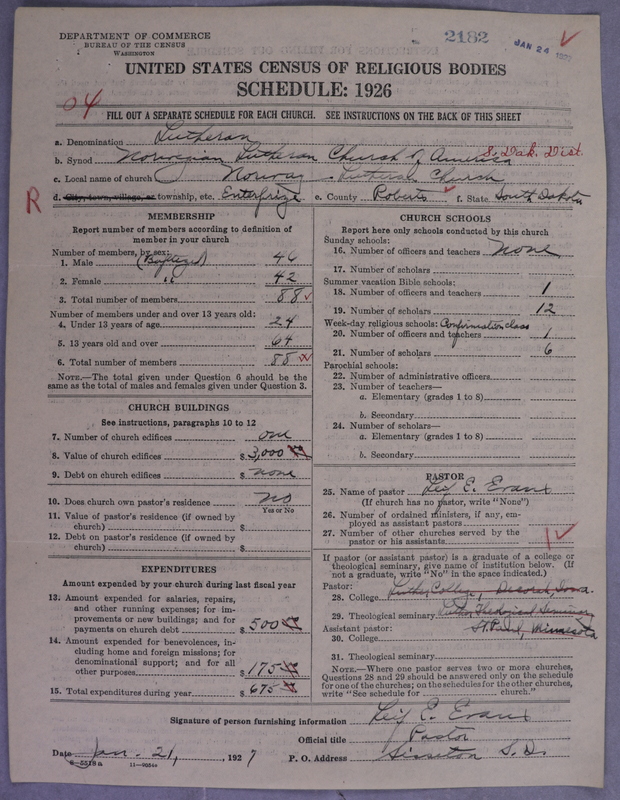 DEPARTMENT OF COMMERCE
BUREAU OF THE CENSUS
WASHINGTON
2182
JAN 24
UNITED STATES CENSUS OF RELIGIOUS BODIES
SCHEDULE: 1926
04
FILL OUT A SEPARATE SCHEDULE FOR EACH CHURCH. SEE INSTRUCTIONS ON THE BACK OF THIS SHEET
a. Denomination Lutheran
b. Synod Norwegian Lutheran Church of America S. Dak. Dist.
c. Local name of church Norway Lutheran Church
R
d. City, town, village, or township, etc. Enterprize e. County Roberts f. State South Dakota
MEMBERSHIP
Report number of members according to definition of
member in your church
Number of members, by sex:
1. Male (Baptized) 46
2. Female " 42
3. Total number of members 88
Number of members under and over 13 years old:
4. Under 13 years of age 24
5. 13 years old and over 64
6. Total number of members 88
NOTE.—The total given under Question 6 should be the
same as the total of males and females given under Question 3.
CHURCH BUILDINGS
See instructions, paragraphs 10 to 12
7. Number of church edifices one
8. Value of church edifices $ 3,000
9. Debt on church edifices $ none
10. Does church own pastor's residence No
Yes or No
11. Value of pastor's residence (if owned by
church) $
12. Debt on pastor's residence (if owned by
church) $
EXPENDITURES
Amount expended by your church during last fiscal year
13. Amount expended for salaries, repairs,
and other running expenses; for im-
provements or new buildings; and for
payments on church debt $ 500
14. Amount expended for benevolences, in-
cluding home and foreign missions; for
denominational support; and for all
other purposes $ 175
15. Total expenditures during year $ 675
CHURCH SCHOOLS
Report here only schools conducted by this church
Sunday schools:
16. Number of officers and teachers none
17. Number of scholars
Summer vacation Bible schools:
18. Number of officers and teachers 1
19. Number of scholars 12
Week-day religious schools: Confirmation class
20. Number of officers and teachers 1
21. Number of scholars 6
Parochial schools:
22. Number of administrative officers
23. Number of teachers—
a. Elementary (grades 1 to 8)
b. Secondary
24. Number of scholars—
a. Elementary (grades 1 to 8)
b. Secondary
PASTOR
25. Name of pastor Leif E. Evans
(If church has no pastor, write "None")
26. Number of ordained ministers, if any, em-
ployed as assistant pastors
27. Number of other churches served by the
pastor or his assistants 1
If pastor (or assistant pastor) is a graduate of a college or
theological seminary, give name of institution below. (If
not a graduate, write "No" in the space indicated.)
Pastor:
28. College Luther College, Decorah, Iowa.
29. Theological seminary Luther Theological Seminary
Assistant pastor: St. Paul, Minnesota
30. College
31. Theological seminary
NOTE.—Where one pastor serves two or more churches,
Questions 28 and 29 should be answered only on the schedule
for one of the churches; on the schedules for the other churches,
write "See schedule for church."
Signature of person furnishing information Leif E. Evans
Official title Pastor
Date Jan. 21, 1927 P. O. Address Sisseton S. D.
8-5518a 11-9084